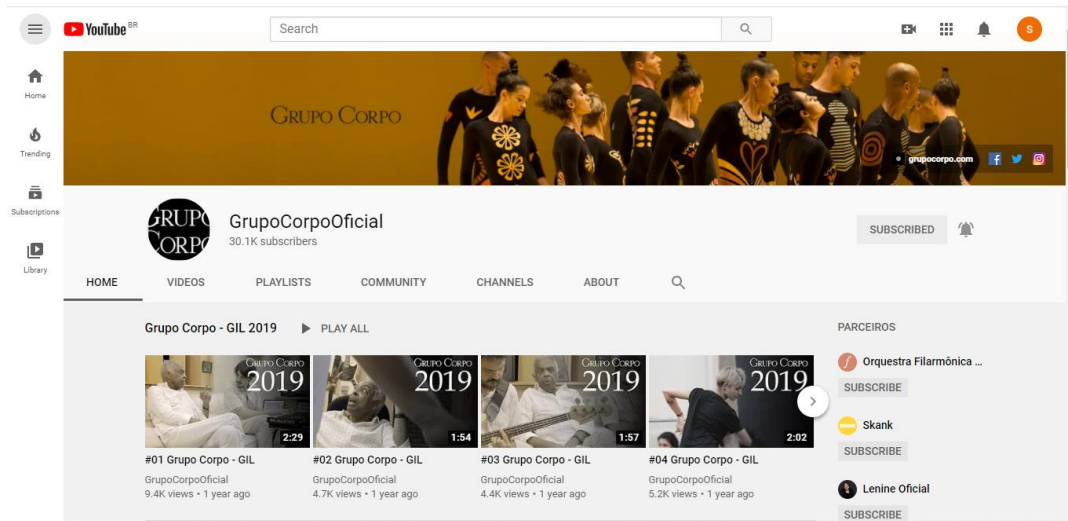 YouTube BR
Search
S
Home
Trending
Subscriptions
Library
GRUPO CORPO
grupocorpo.com
GRUPO
CORPO
GrupoCorpoOficial
30.1K subscribers
SUBSCRIBED
HOME VIDEOS PLAYLISTS COMMUNITY CHANNELS ABOUT
Grupo Corpo - GIL 2019 PLAY ALL
GRUPO CORPO
2019
2:29
#01 Grupo Corpo - GIL
GrupoCorpoOficial
9.4K views • 1 year ago
GRUPO CORPO
2019
1:54
#02 Grupo Corpo - GIL
GrupoCorpoOficial
4.7K views • 1 year ago
GRUPO CORPO
2019
1:57
#03 Grupo Corpo - GIL
GrupoCorpoOficial
4.4K views • 1 year ago
GRUPO CORPO
2019
2:02
#04 Grupo Corpo - GIL
GrupoCorpoOficial
5.2K views • 1 year ago
PARCEIROS
Orquestra Filarmônica ...
SUBSCRIBE
Skank
SUBSCRIBE
Lenine Oficial
SUBSCRIBE